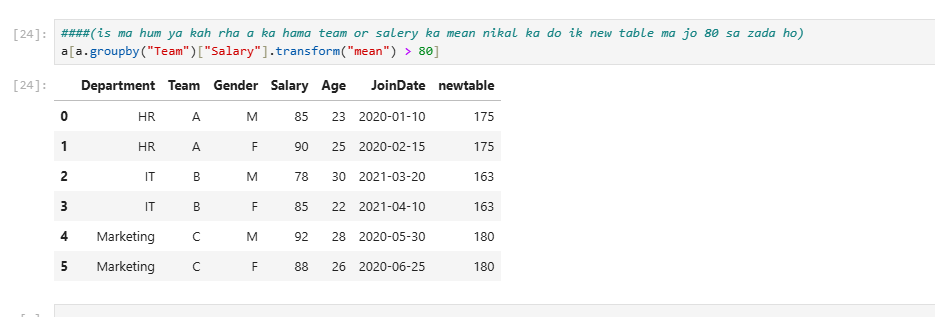 [24]: ####(is ma hum ya kah rha a ka hama team or salery ka mean nikal ka do ik new table ma jo 80 sa zada ho)
a[a.groupby("Team")["Salary"].transform("mean") > 80]
[24]: Department Team Gender Salary Age JoinDate newtable
0 HR A M 85 23 2020-01-10 175
1 HR A F 90 25 2020-02-15 175
2 IT B M 78 30 2021-03-20 163
3 IT B F 85 22 2021-04-10 163
4 Marketing C M 92 28 2020-05-30 180
5 Marketing C F 88 26 2020-06-25 180